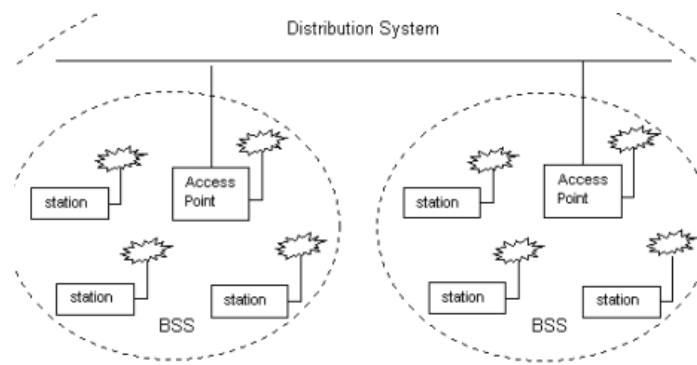 Distribution System
Access
Point
station
station
station
BSS
Access
Point
station
station
station
BSS